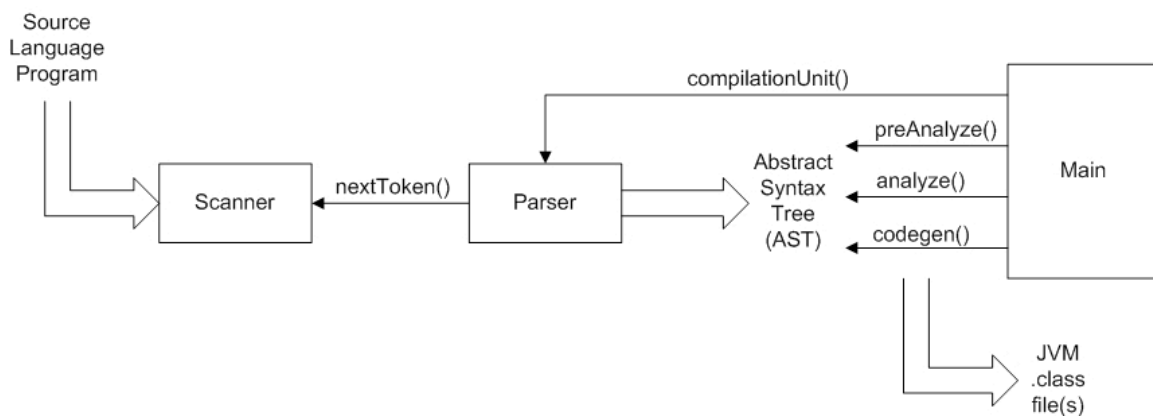 Source
Language
Program
compilationUnit()
preAnalyze()
Main
Abstract
Syntax
Tree
(AST)
analyze()
nextToken()
Scanner
Parser
codegen()
JVM
.class
file(s)